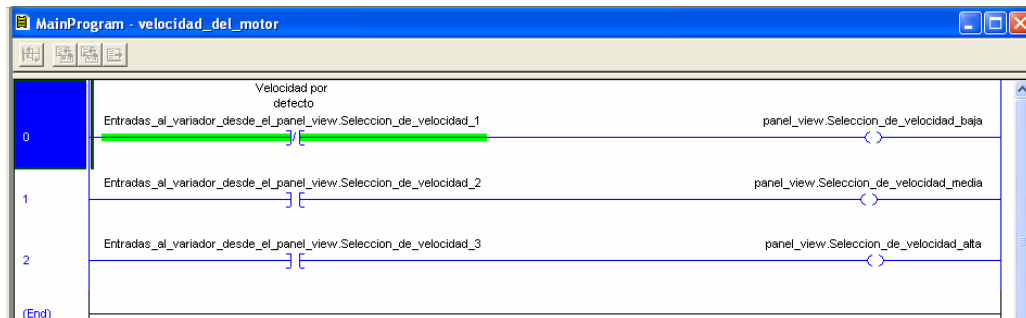 MainProgram - velocidad_del_motor
Velocidad por
defecto
Entradas_al_variador_desde_el_panel_view.Seleccion_de_velocidad_1
panel_view.Seleccion_de_velocidad_baja
0
Entradas_al_variador_desde_el_panel_view.Seleccion_de_velocidad_2
panel_view.Seleccion_de_velocidad_media
1
Entradas_al_variador_desde_el_panel_view.Seleccion_de_velocidad_3
panel_view.Seleccion_de_velocidad_alta
2
(End)